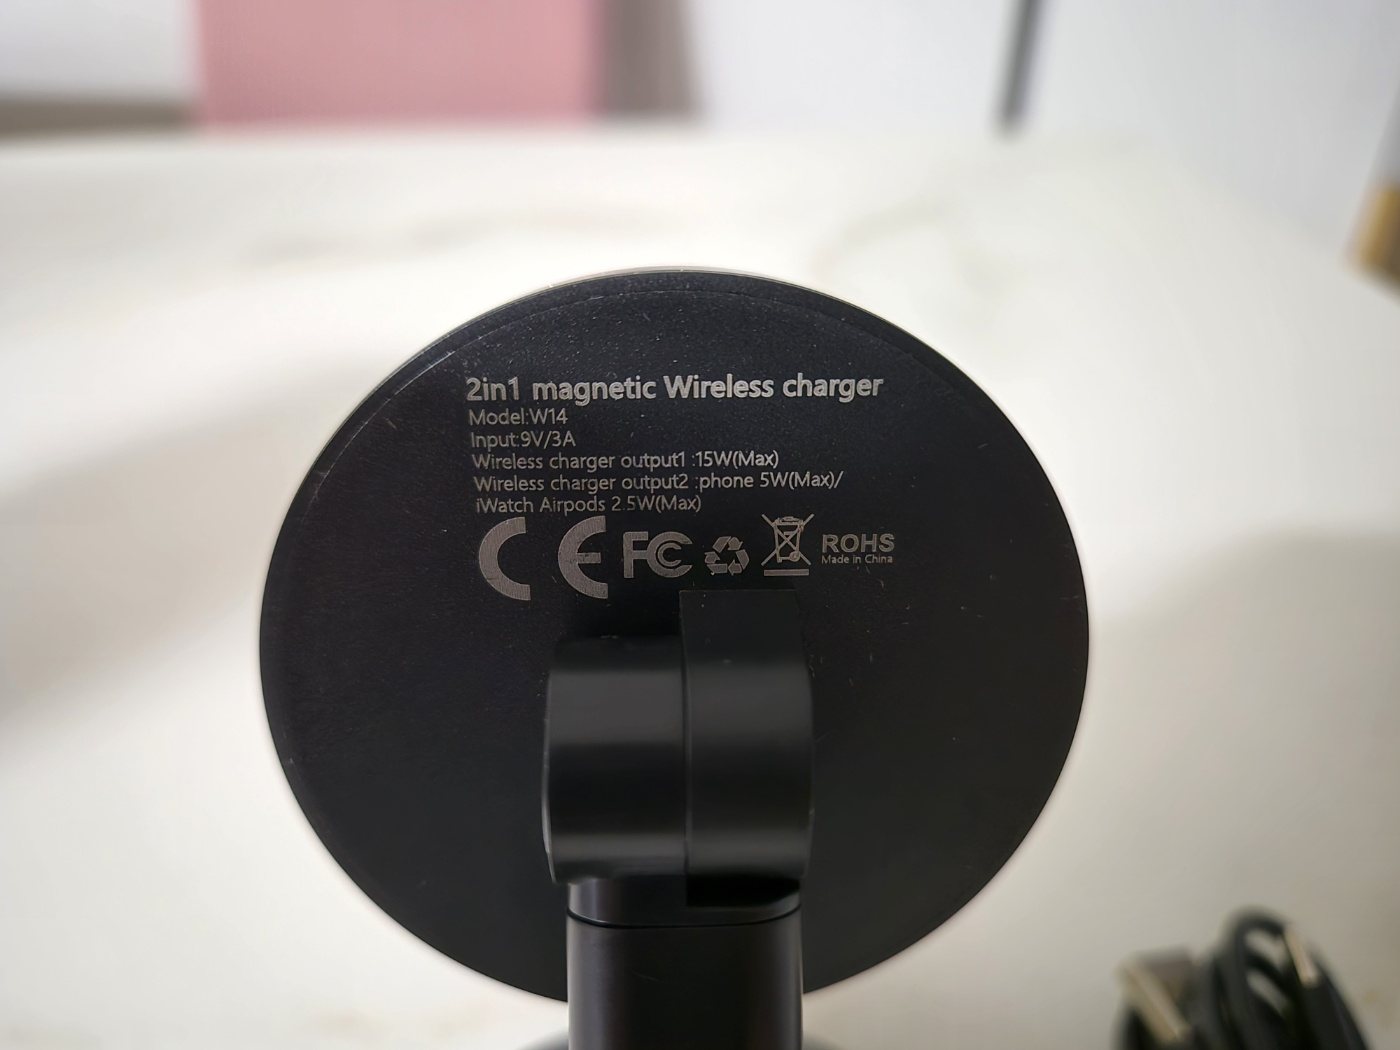 2in1 magnetic Wireless charger
Model:W14
Input:9V/3A
Wireless charger output1 :15W(Max)
Wireless charger output2 :phone 5W(Max)/
iWatch Airpods 2.5W(Max)
CE FC ROHS
Made in China